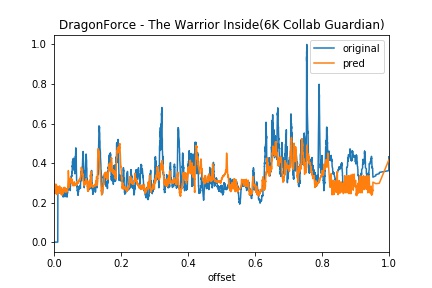 DragonForce - The Warrior Inside(6K Collab Guardian)
original
pred
1.0
0.8
0.6
0.4
0.2
0.0
0.0 0.2 0.4 0.6 0.8 1.0
offset